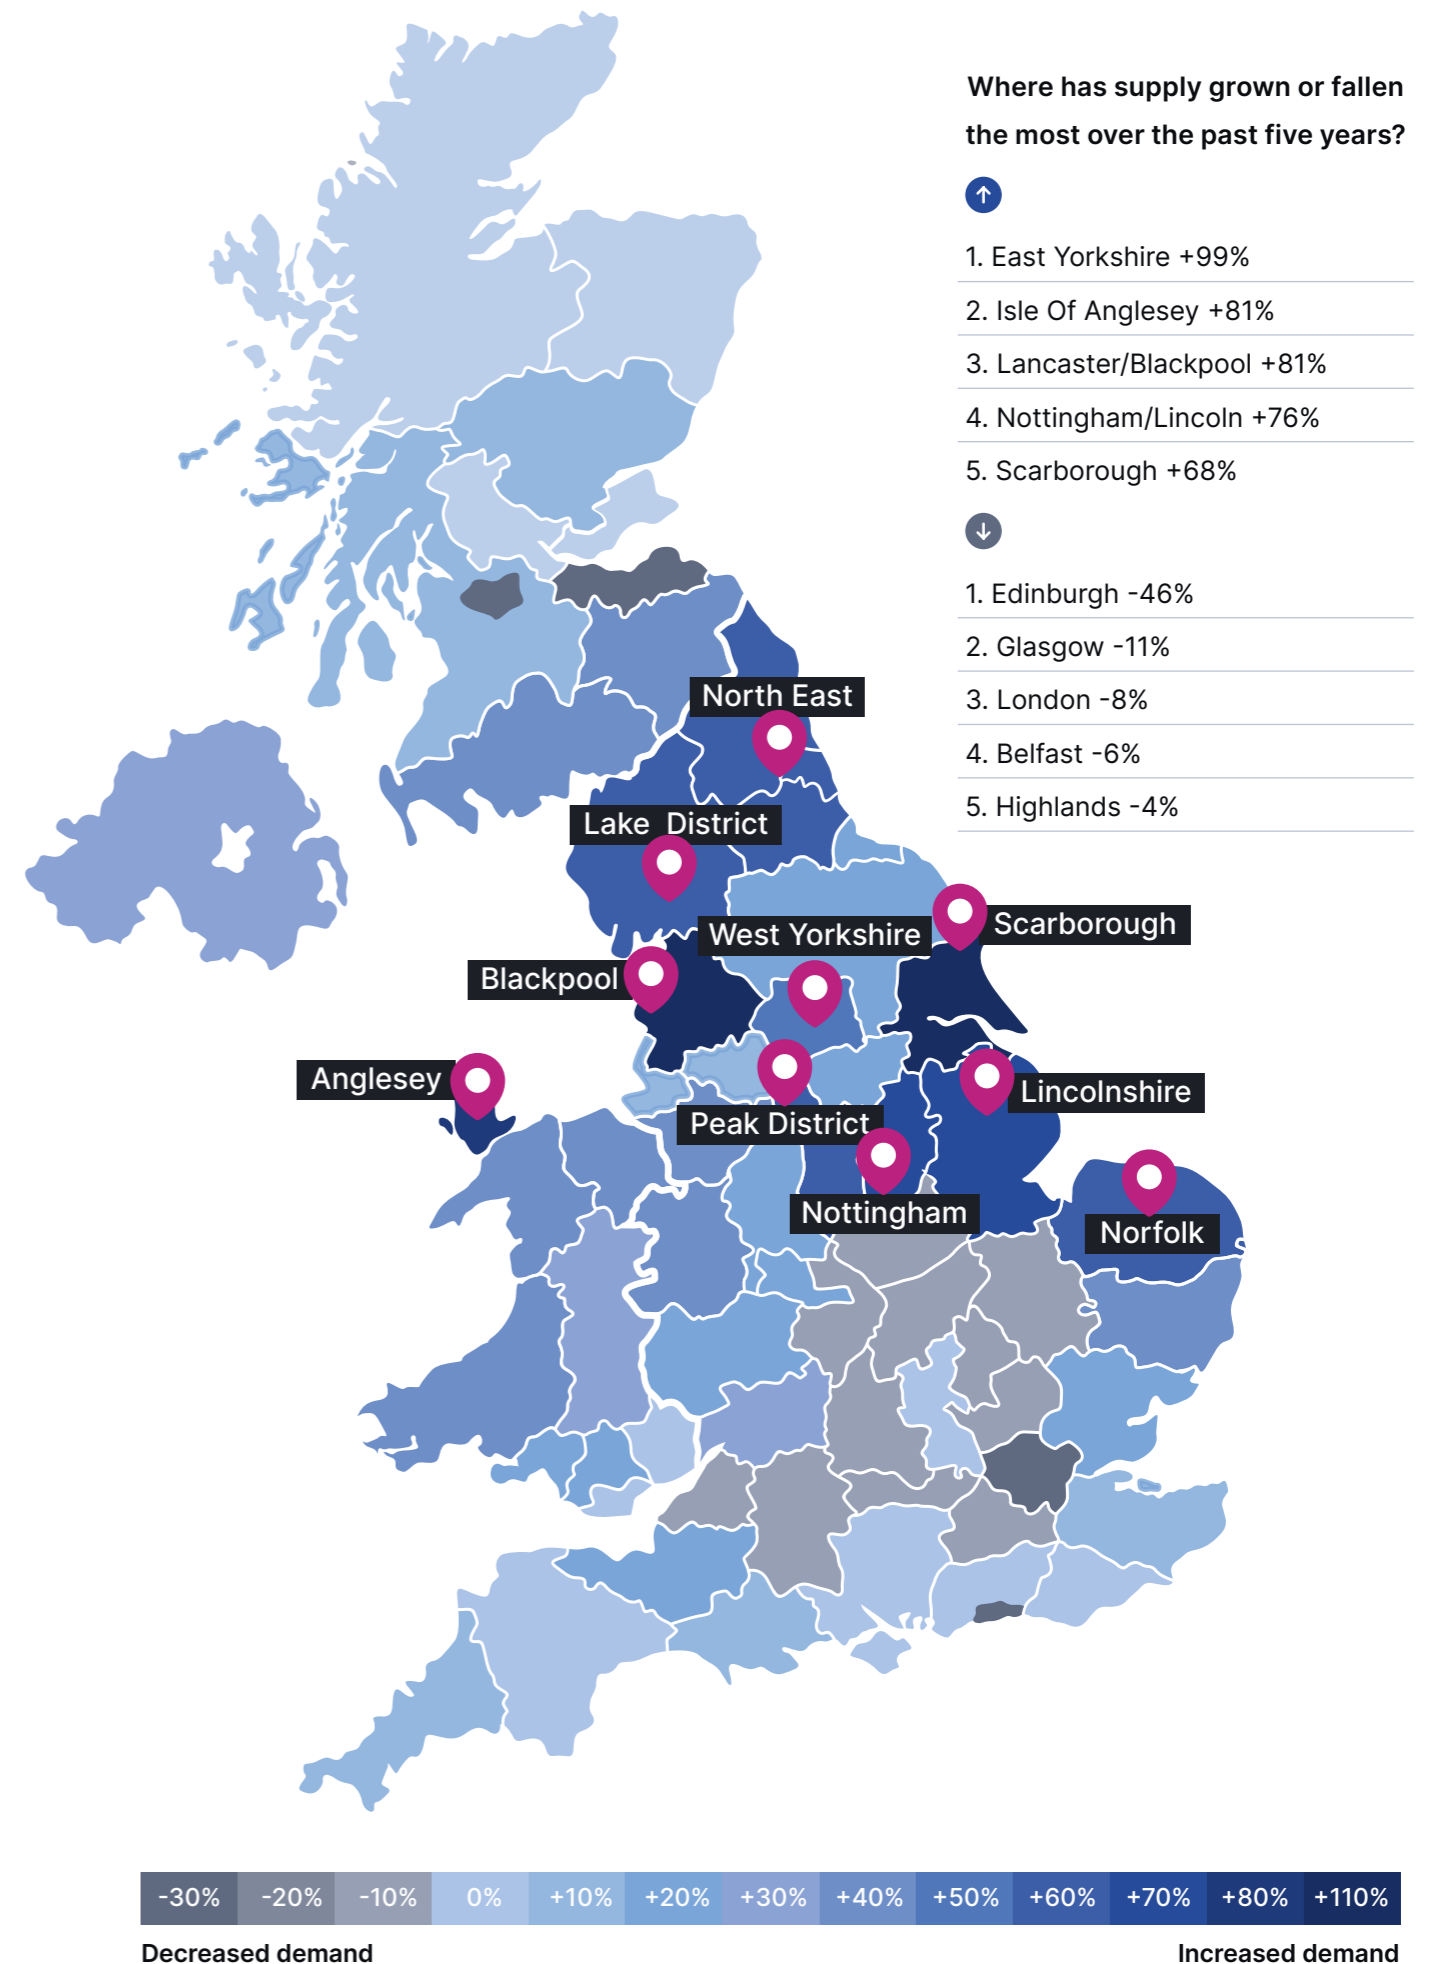 Where has supply grown or fallen
the most over the past five years?
1. East Yorkshire +99%
2. Isle Of Anglesey +81%
3. Lancaster/Blackpool +81%
4. Nottingham/Lincoln +76%
5. Scarborough +68%
1. Edinburgh -46%
2. Glasgow -11%
3. London -8%
4. Belfast -6%
5. Highlands -4%
North East
Lake District
Scarborough
West Yorkshire
Blackpool
Anglesey
Lincolnshire
Peak District
Nottingham
Norfolk
-30% -20% -10% 0% +10% +20% +30% +40% +50% +60% +70% +80% +110%
Decreased demand
Increased demand